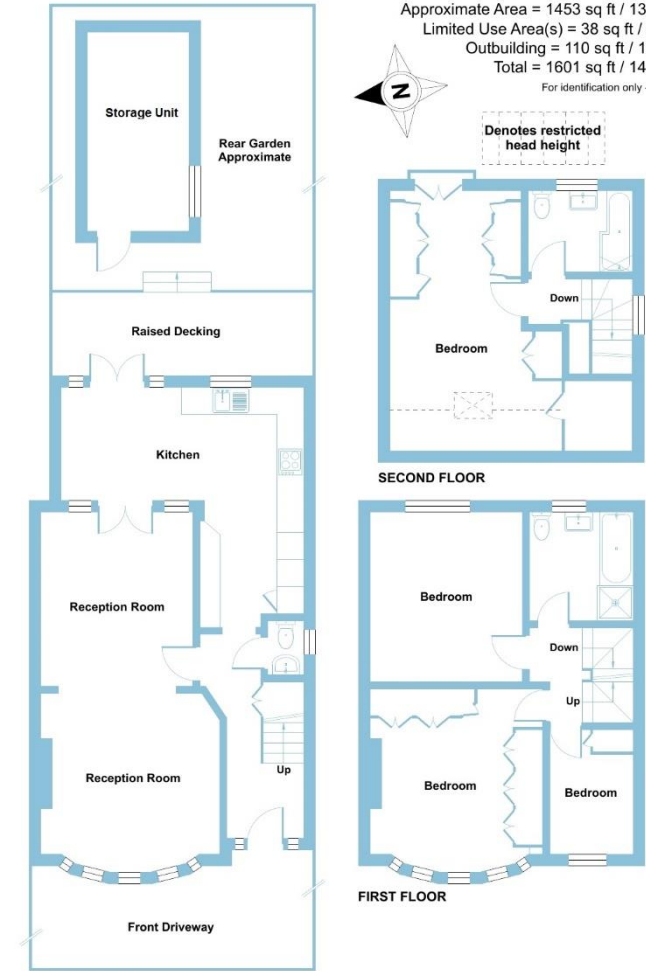 Approximate Area = 1453 sq ft / 13
Limited Use Area(s) = 38 sq ft /
Outbuilding = 110 sq ft / 1
Total = 1601 sq ft / 14
For identification only
N
Denotes restricted
head height
Storage Unit
Rear Garden
Approximate
Raised Decking
Kitchen
Reception Room
Reception Room
Up
Front Driveway
Down
Bedroom
SECOND FLOOR
Bedroom
Down
Up
Bedroom
Bedroom
FIRST FLOOR